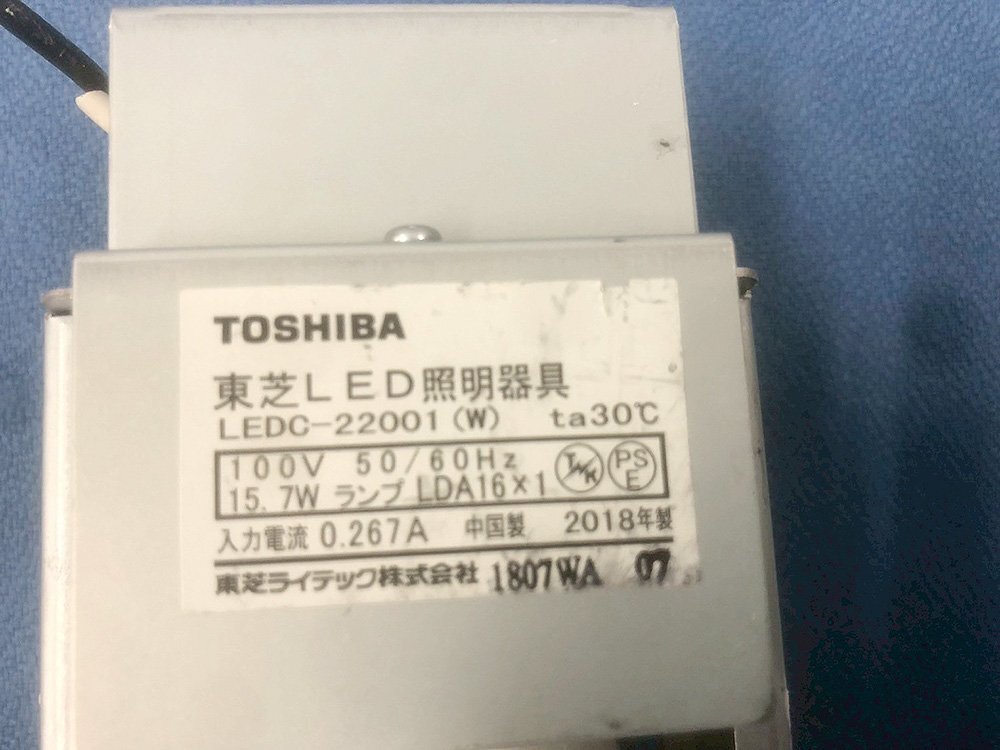 TOSHIBA
東芝LED照明器具
LEDC-22001(W) ta30℃
100V 50/60Hz
15.7W ランプ LDA16×1 PSE
入力電流 0.267A 中国製 2018年製
東芝ライテック株式会社 1807WA 07